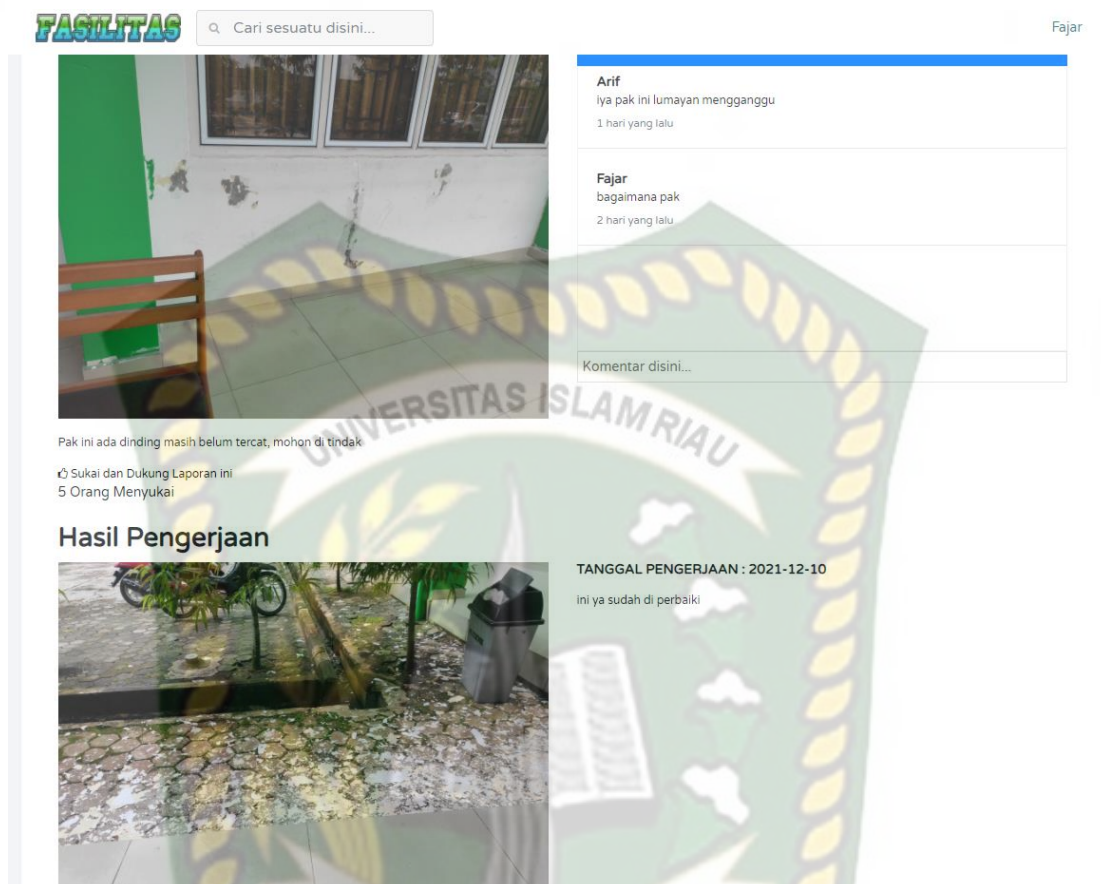 FASILITAS
Cari sesuatu disini...
Fajar
Arif
iya pak ini lumayan mengganggu
1 hari yang lalu
Fajar
bagaimana pak
2 hari yang lalu
Komentar disini...
UNIVERSITAS ISLAM RIAU
Pak ini ada dinding masih belum tercat, mohon di tindak
Sukai dan Dukung Laporan ini
5 Orang Menyukai
Hasil Pengerjaan
TANGGAL PENGERJAAN : 2021-12-10
ini ya sudah di perbaiki